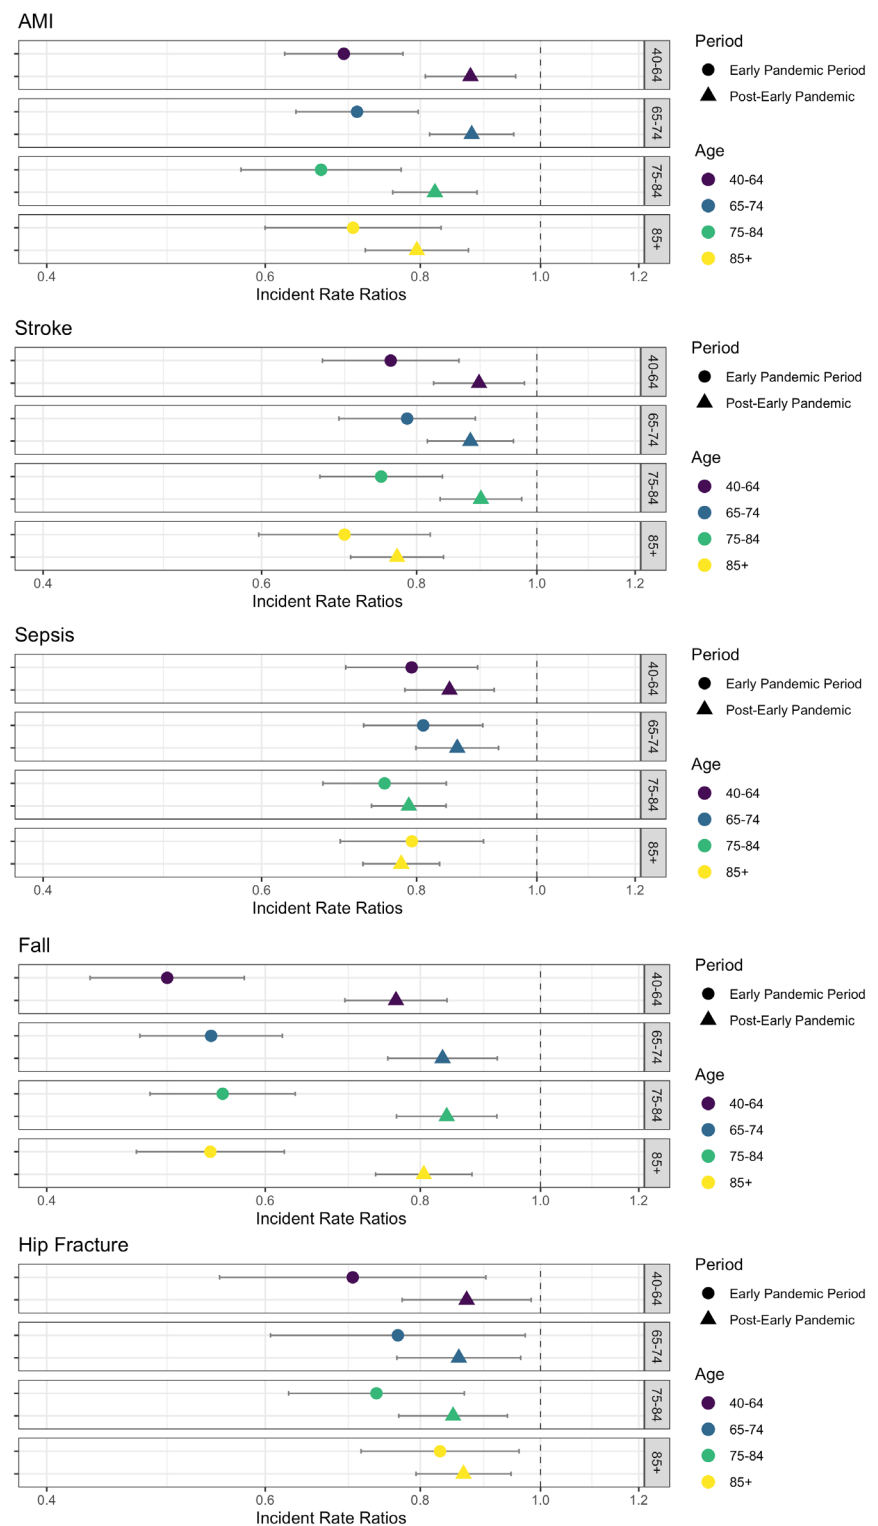 AMI
40-64
65-74
75-84
85+
0.4 0.6 0.8 1.0 1.2
Incident Rate Ratios
Period
Early Pandemic Period
Post-Early Pandemic
Age
40-64
65-74
75-84
85+
Stroke
40-64
65-74
75-84
85+
0.4 0.6 0.8 1.0 1.2
Incident Rate Ratios
Period
Early Pandemic Period
Post-Early Pandemic
Age
40-64
65-74
75-84
85+
Sepsis
40-64
65-74
75-84
85+
0.4 0.6 0.8 1.0 1.2
Incident Rate Ratios
Period
Early Pandemic Period
Post-Early Pandemic
Age
40-64
65-74
75-84
85+
Fall
40-64
65-74
75-84
85+
0.4 0.6 0.8 1.0 1.2
Incident Rate Ratios
Period
Early Pandemic Period
Post-Early Pandemic
Age
40-64
65-74
75-84
85+
Hip Fracture
40-64
65-74
75-84
85+
0.4 0.6 0.8 1.0 1.2
Incident Rate Ratios
Period
Early Pandemic Period
Post-Early Pandemic
Age
40-64
65-74
75-84
85+